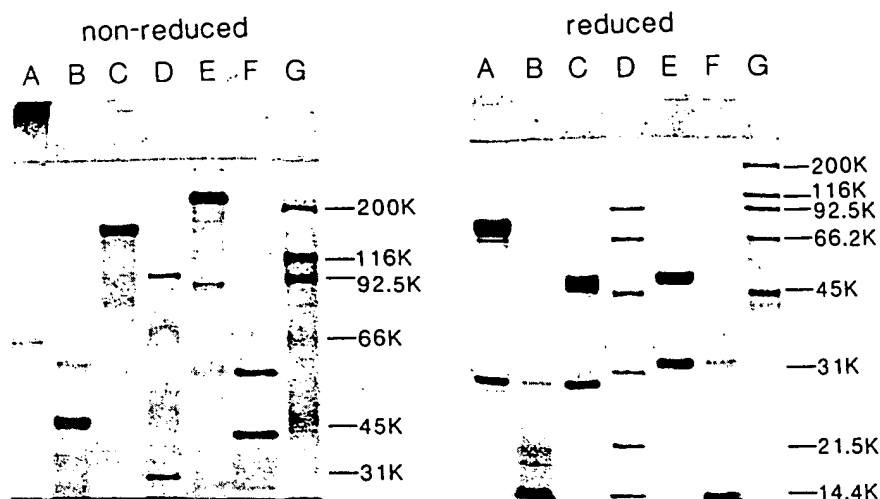 non-reduced
A B C D E F G
200K
116K
92.5K
66K
45K
31K
reduced
A B C D E F G
200K
116K
92.5K
66.2K
45K
31K
21.5K
14.4K